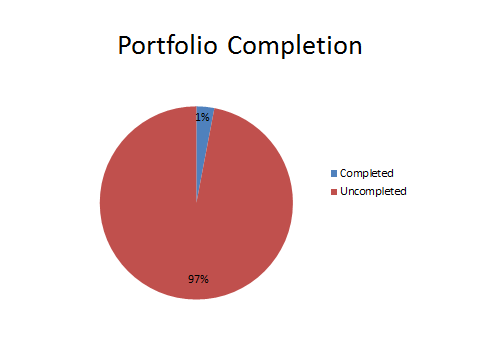 Portfolio Completion
1%
Completed
Uncompleted
97%